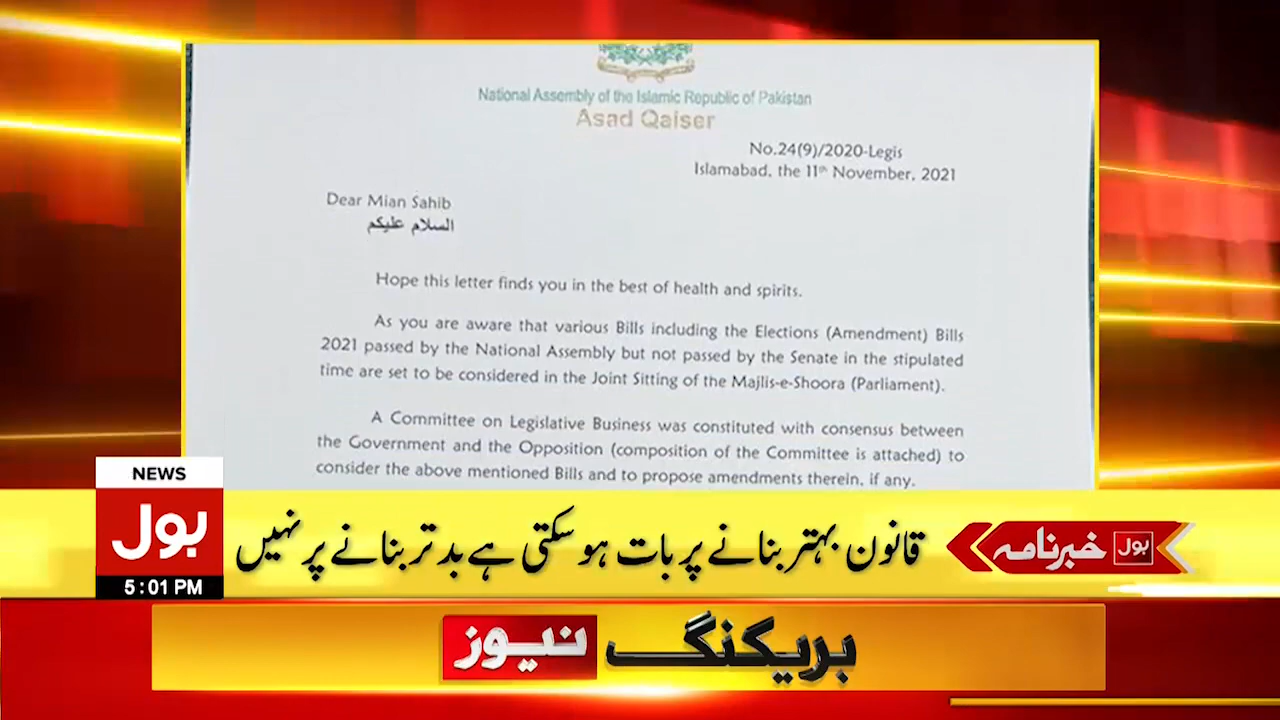 National Assembly of the Islamic Republic of Pakistan
Asad Qaiser
No.24(9)/2020-Legis
Islamabad, the 11th November, 2021
Dear Mian Sahib
السلام علیکم
Hope this letter finds you in the best of health and spirits.
As you are aware that various Bills including the Elections (Amendment) Bills
2021 passed by the National Assembly but not passed by the Senate in the stipulated
time are set to be considered in the Joint Sitting of the Majlis-e-Shoora (Parliament).
A Committee on Legislative Business was constituted with consensus between
the Government and the Opposition (composition of the Committee is attached) to
consider the above mentioned Bills and to propose amendments therein, if any.
NEWS
بول
5:01 PM
بول خبرنامہ
قانون بہتر بنانے پر بات ہو سکتی ہے بدتر بنانے پر نہیں
بریکنگ نیوز